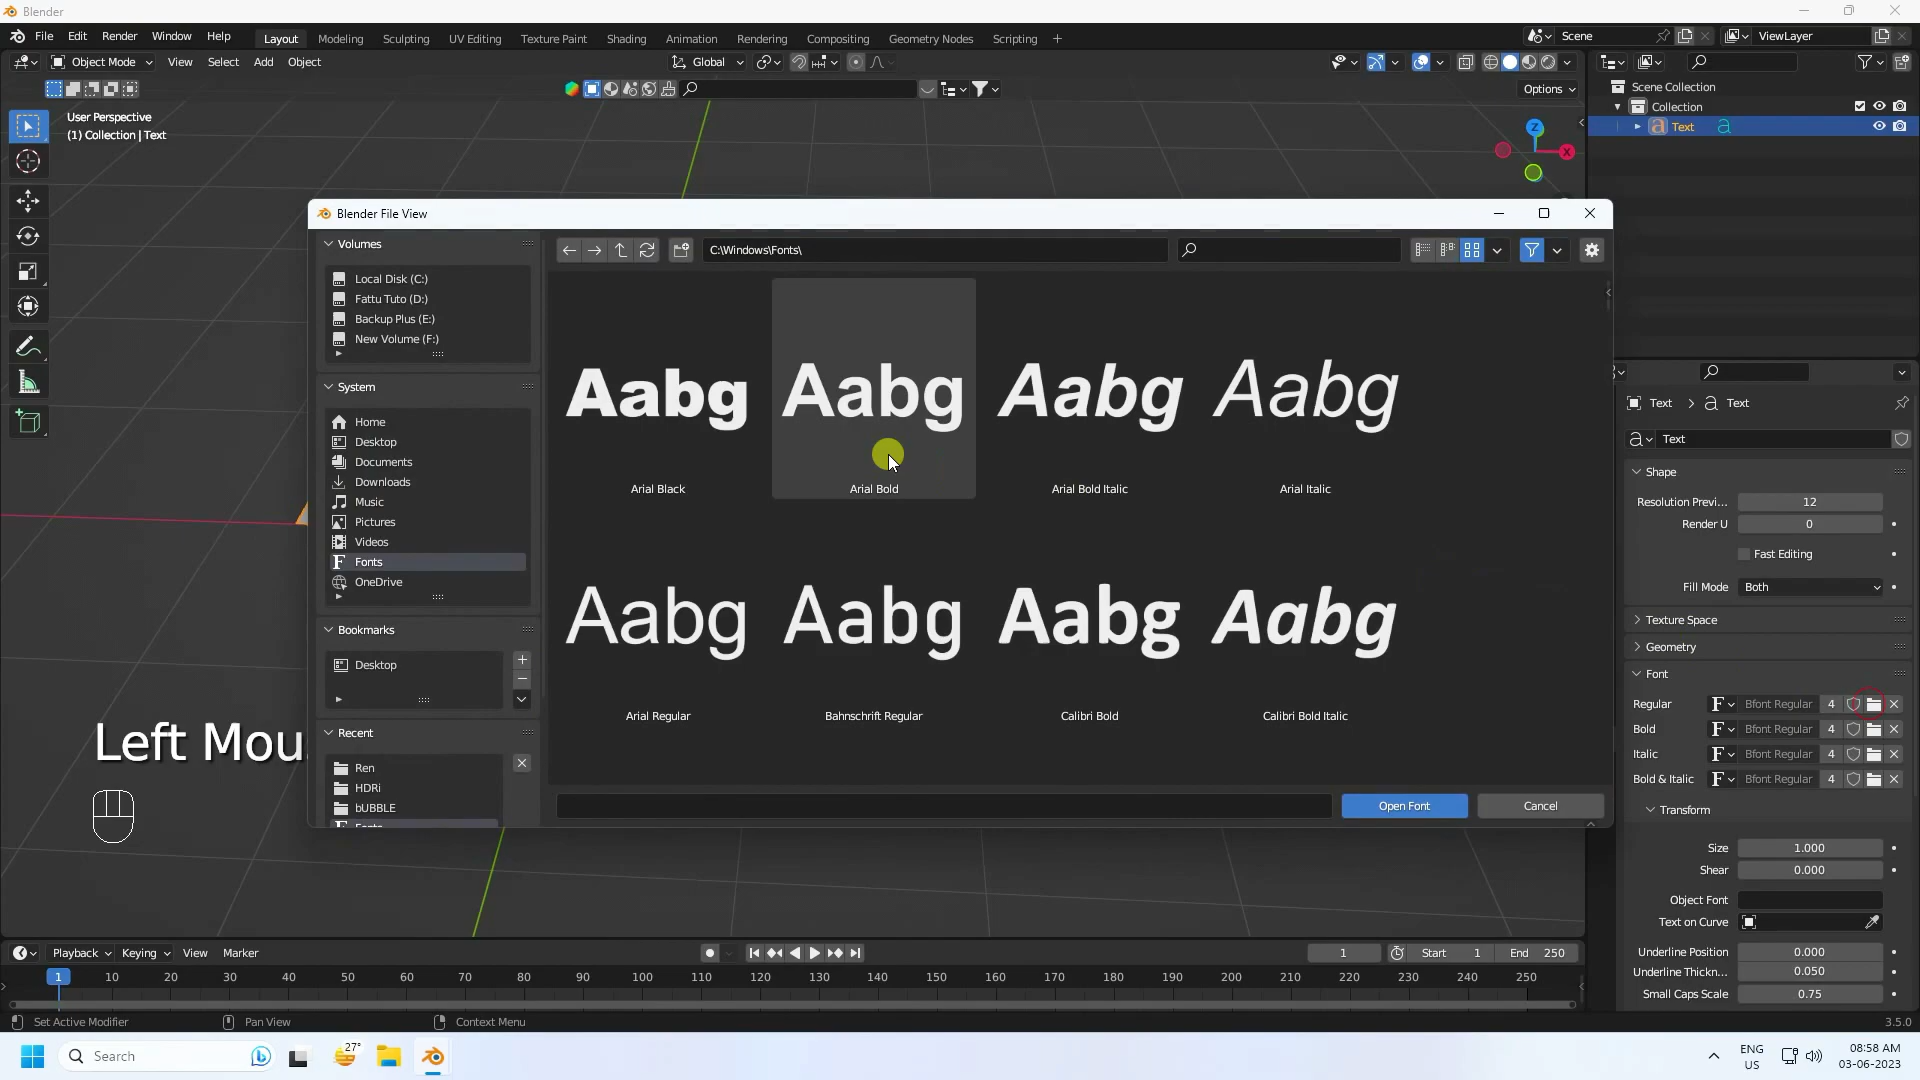 Blender
File Edit Render Window Help Layout Modeling Sculpting UV Editing Texture Paint Shading Animation Rendering Compositing Geometry Nodes Scripting + Scene ViewLayer
Object Mode View Select Add Object Global
Options
User Perspective
(1) Collection | Text
Z
X
Scene Collection
Collection
Text
Blender File View
Volumes
Local Disk (C:)
Fattu Tuto (D:)
Backup Plus (E:)
New Volume (F:)
System
Home
Desktop
Documents
Downloads
Music
Pictures
Videos
Fonts
OneDrive
Bookmarks
Desktop
Recent
Ren
HDRi
bUBBLE
Fonts
C:\Windows\Fonts\
Aabg Aabg Aabg Aabg
Arial Black Arial Bold Arial Bold Italic Arial Italic
Aabg Aabg Aabg Aabg
Arial Regular Bahnschrift Regular Calibri Bold Calibri Bold Italic
Open Font Cancel
Left Mou
Text > Text
Text
Shape
Resolution Previ... 12
Render U 0
Fast Editing
Fill Mode Both
Texture Space
Geometry
Font
Regular F Bfont Regular 4
Bold F Bfont Regular 4
Italic F Bfont Regular 4
Bold & Italic F Bfont Regular 4
Transform
Size 1.000
Shear 0.000
Object Font
Text on Curve
Underline Position 0.000
Underline Thickn... 0.050
Small Caps Scale 0.75
Playback Keying View Marker 1 Start 1 End 250
1 10 20 30 40 50 60 70 80 90 100 110 120 130 140 150 160 170 180 190 200 210 220 230 240 250
Set Active Modifier Pan View Context Menu 3.5.0
Search 27° ENG US 08:58 AM 03-06-2023